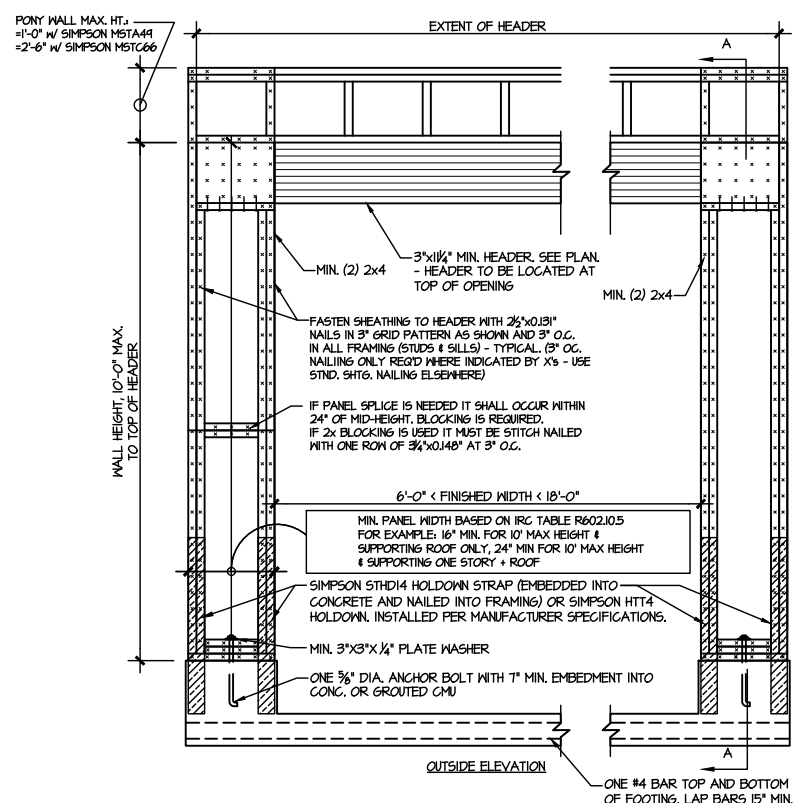 PONY WALL MAX. HT.:
=1'-0" W/ SIMPSON MSTA49
=2'-6" W/ SIMPSON MSTC66
EXTENT OF HEADER
A
3"x11¼" MIN. HEADER. SEE PLAN.
- HEADER TO BE LOCATED AT
TOP OF OPENING
MIN. (2) 2x4
MIN. (2) 2x4
FASTEN SHEATHING TO HEADER WITH 2½"x0.131"
NAILS IN 3" GRID PATTERN AS SHOWN AND 3" O.C.
IN ALL FRAMING (STUDS & SILLS) - TYPICAL. (3" OC.
NAILIING ONLY REQ'D WHERE INDICATED BY X's - USE
STND. SHTG. NAILING ELSEWHERE)
WALL HEIGHT, 10'-0" MAX.
TO TOP OF HEADER
IF PANEL SPLICE IS NEEDED IT SHALL OCCUR WITHIN
24" OF MID-HEIGHT. BLOCKING IS REQUIRED.
IF 2x BLOCKING IS USED IT MUST BE STITCH NAILED
WITH ONE ROW OF 3¼"x0.148" AT 3" O.C.
6'-0" < FINISHED WIDTH < 18'-0"
MIN. PANEL WIDTH BASED ON IRC TABLE R602.10.5
FOR EXAMPLE: 16" MIN. FOR 10' MAX HEIGHT &
SUPPORTING ROOF ONLY, 24" MIN FOR 10' MAX HEIGHT
& SUPPORTING ONE STORY + ROOF
SIMPSON STHD14 HOLDOWN STRAP (EMBEDDED INTO
CONCRETE AND NAILED INTO FRAMING) OR SIMPSON HTT4
HOLDOWN. INSTALLED PER MANUFACTURER SPECIFICATIONS.
MIN. 3"X3"X¼" PLATE WASHER
ONE ⅝" DIA. ANCHOR BOLT WITH 7" MIN. EMBEDMENT INTO
CONC. OR GROUTED CMU
A
OUTSIDE ELEVATION
ONE #4 BAR TOP AND BOTTOM
OF FOOTING. LAP BARS 15" MIN.